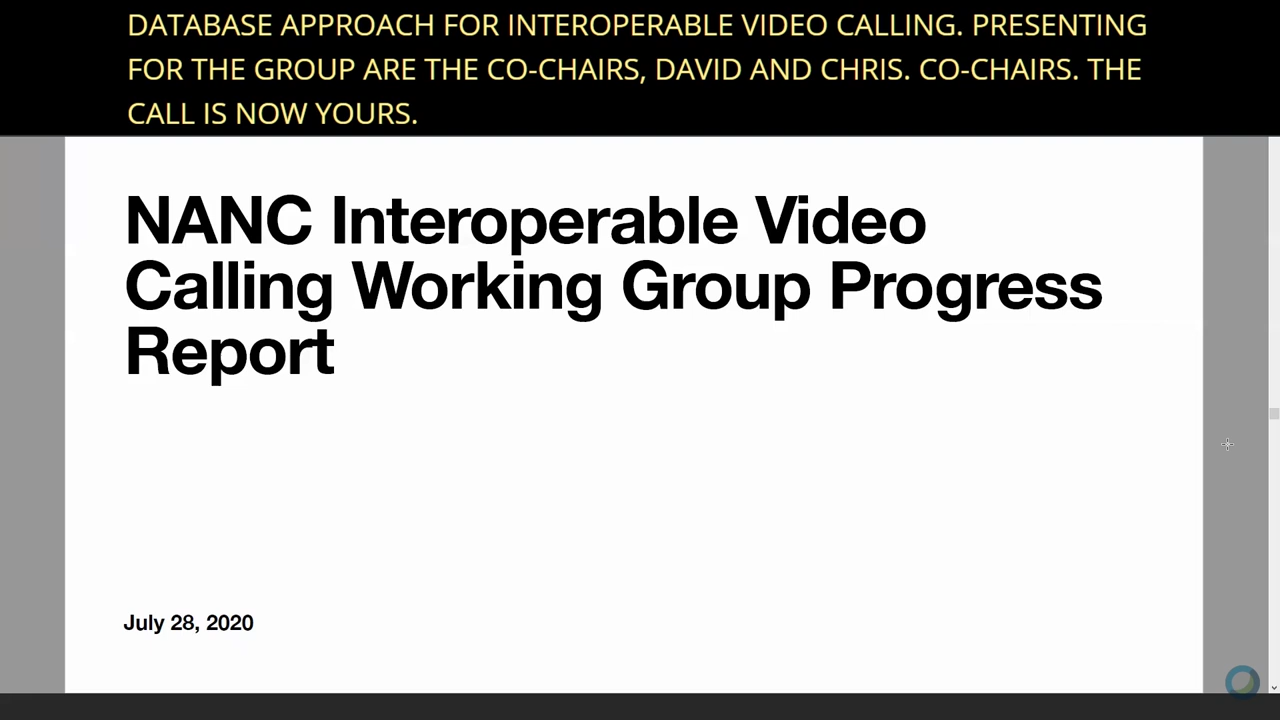 DATABASE APPROACH FOR INTEROPERABLE VIDEO CALLING. PRESENTING
FOR THE GROUP ARE THE CO-CHAIRS, DAVID AND CHRIS. CO-CHAIRS. THE
CALL IS NOW YOURS.
NANC Interoperable Video
Calling Working Group Progress
Report
July 28, 2020